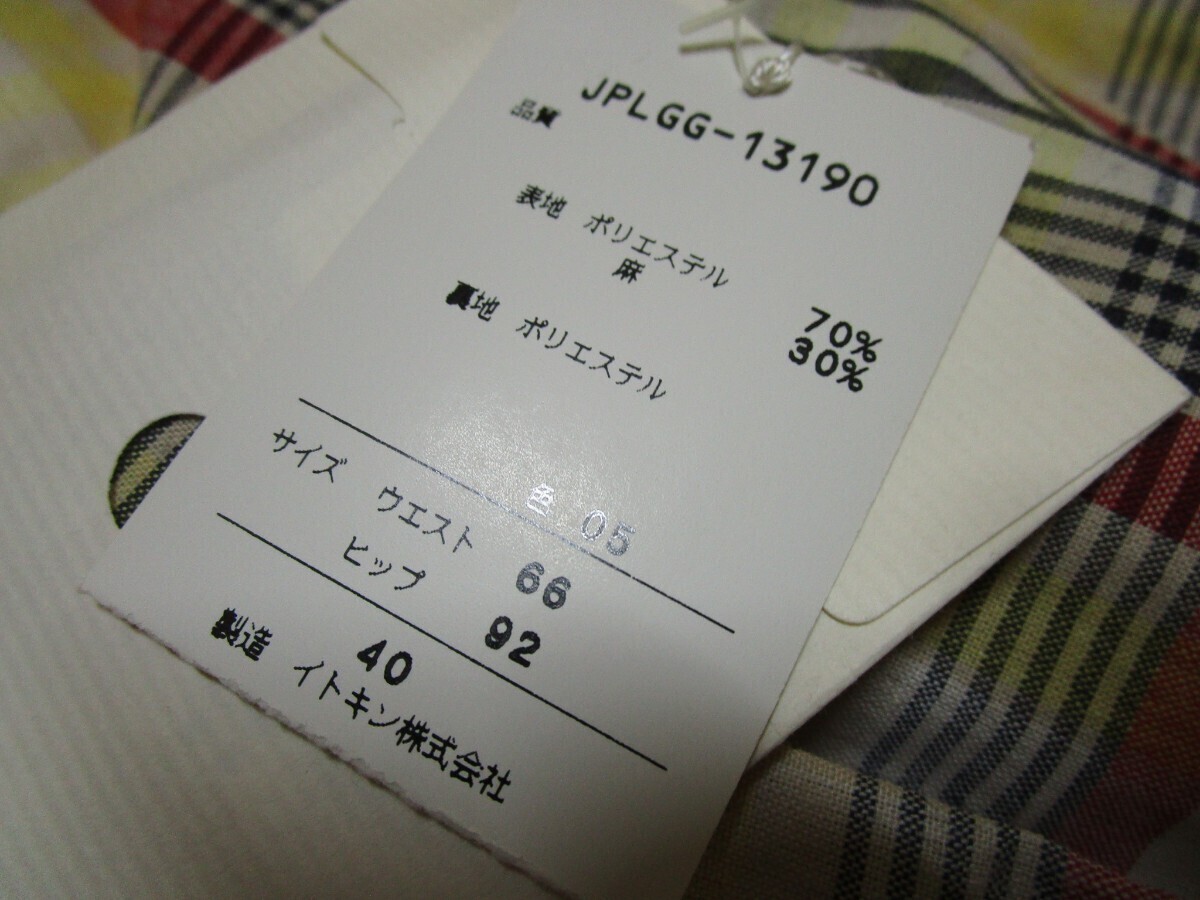 JPLGG-13190
品質
表地 ポリエステル 70%
麻 30%
裏地 ポリエステル
色 05
サイズ ウエスト 66
ヒップ 92
40
製造 イトキン株式会社